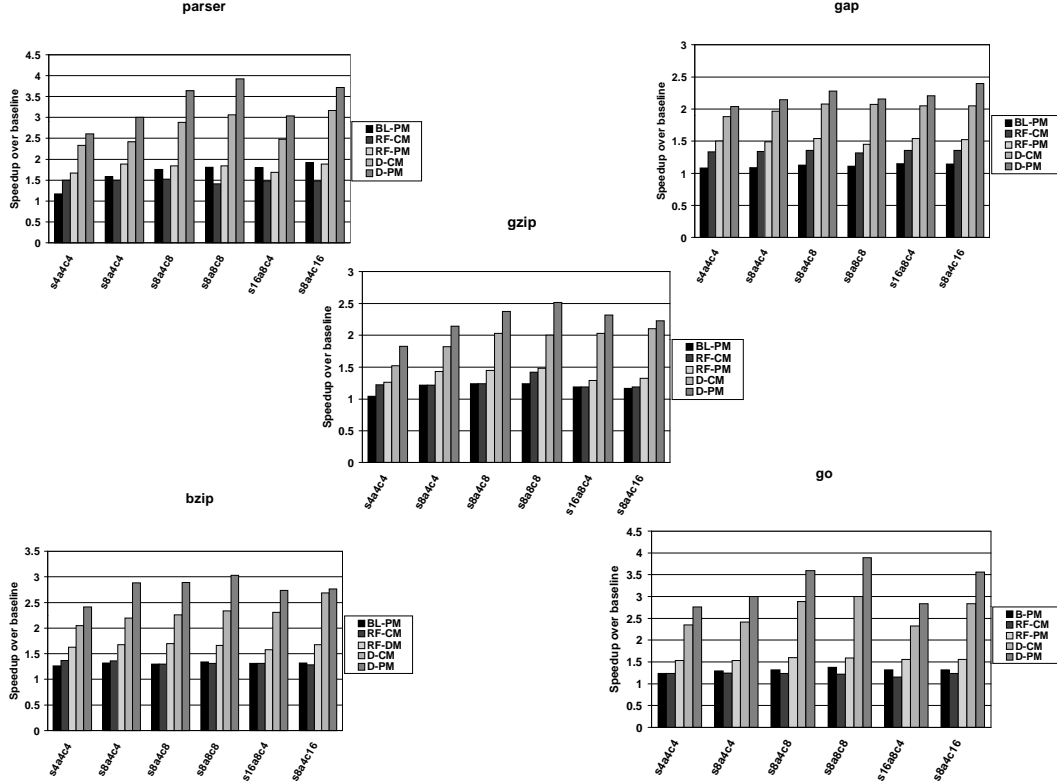 parser
Speedup over baseline
4.5
4
3.5
3
2.5
2
1.5
1
0.5
0
s4a4c4
s8a4c4
s8a4c8
s8a8c8
s16a8c4
s8a4c16
BL-PM
RF-CM
RF-PM
D-CM
D-PM
gap
Speedup over baseline
3
2.5
2
1.5
1
0.5
0
s4a4c4
s8a4c4
s8a4c8
s8a8c8
s16a8c4
s8a4c16
BL-PM
RF-CM
RF-PM
D-CM
D-PM
gzip
Speedup over baseline
3
2.5
2
1.5
1
0.5
0
s4a4c4
s8a4c4
s8a4c8
s8a8c8
s16a8c4
s8a4c16
BL-PM
RF-CM
RF-PM
D-CM
D-PM
bzip
Speedup over baseline
3.5
3
2.5
2
1.5
1
0.5
0
s4a4c4
s8a4c4
s8a4c8
s8a8c8
s16a8c4
s8a4c16
BL-PM
RF-CM
RF-DM
D-CM
D-PM
go
Speedup over baseline
4.5
4
3.5
3
2.5
2
1.5
1
0.5
0
s4a4c4
s8a4c4
s8a4c8
s8a8c8
s16a8c4
s8a4c16
B-PM
RF-CM
RF-PM
D-CM
D-PM